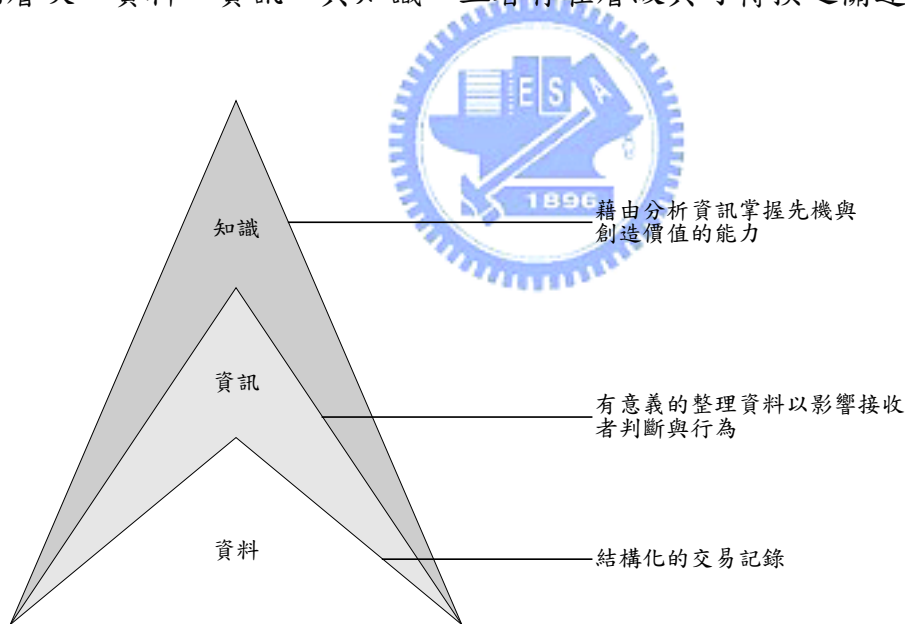 知識
藉由分析資訊掌握先機與
創造價值的能力
資訊
有意義的整理資料以影響接收
者判斷與行為
資料
結構化的交易記錄
E S A
1896